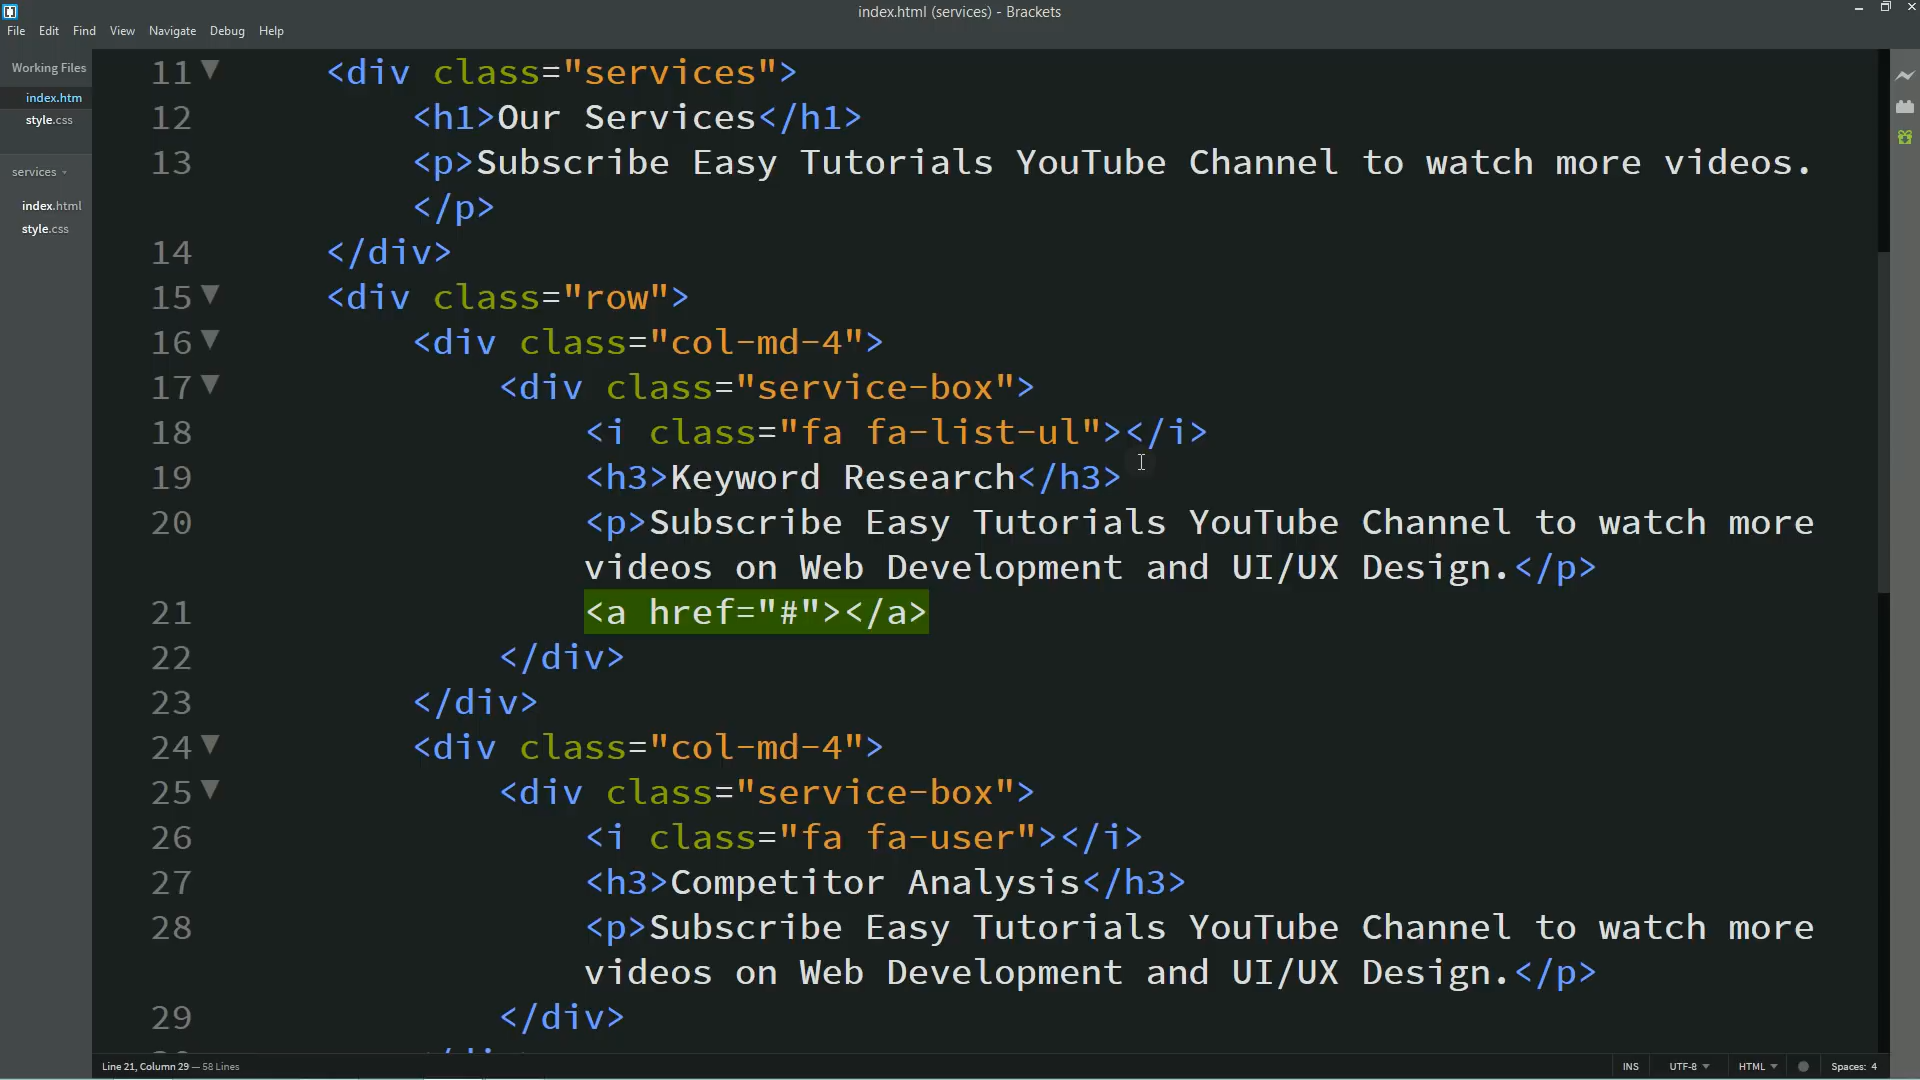 index.html (services) - Brackets
File Edit Find View Navigate Debug Help
Working Files
index.htm
style.css
services
index.html
style.css
11 <div class="services">
12 <h1>Our Services</h1>
13 <p>Subscribe Easy Tutorials YouTube Channel to watch more videos.
</p>
14 </div>
15 <div class="row">
16 <div class="col-md-4">
17 <div class="service-box">
18 <i class="fa fa-list-ul"></i>
19 <h3>Keyword Research</h3>
20 <p>Subscribe Easy Tutorials YouTube Channel to watch more
videos on Web Development and UI/UX Design.</p>
21 <a href="#"></a>
22 </div>
23 </div>
24 <div class="col-md-4">
25 <div class="service-box">
26 <i class="fa fa-user"></i>
27 <h3>Competitor Analysis</h3>
28 <p>Subscribe Easy Tutorials YouTube Channel to watch more
videos on Web Development and UI/UX Design.</p>
29 </div>
Line 21, Column 29 — 58 Lines INS UTF-8 HTML Spaces: 4